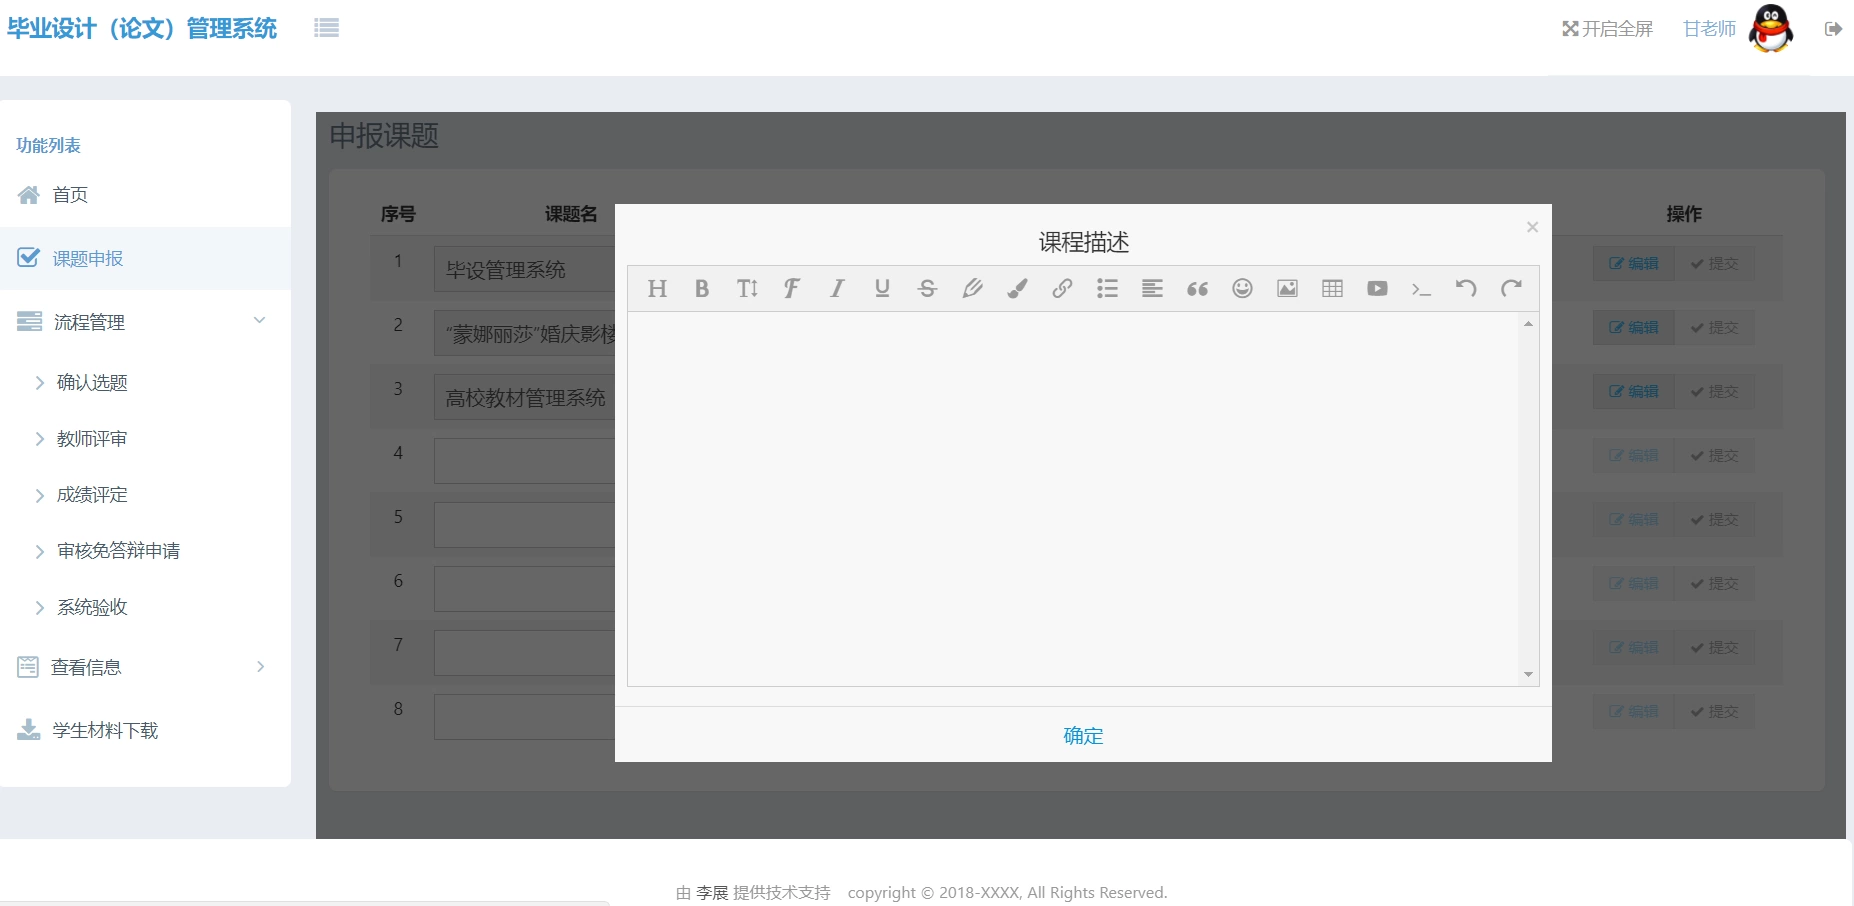 毕业设计（论文）管理系统
开启全屏 甘老师
功能列表
首页
课题申报
流程管理
确认选题
教师评审
成绩评定
审核免答辩申请
系统验收
查看信息
学生材料下载
申报课题
序号 课题名 操作
1 毕设管理系统 编辑 提交
2 “蒙娜丽莎”婚庆影楼 编辑 提交
3 高校教材管理系统 编辑 提交
4 编辑 提交
5 编辑 提交
6 编辑 提交
7 编辑 提交
8 编辑 提交
课程描述
×
确定
由 李展 提供技术支持 copyright © 2018-XXXX, All Rights Reserved.